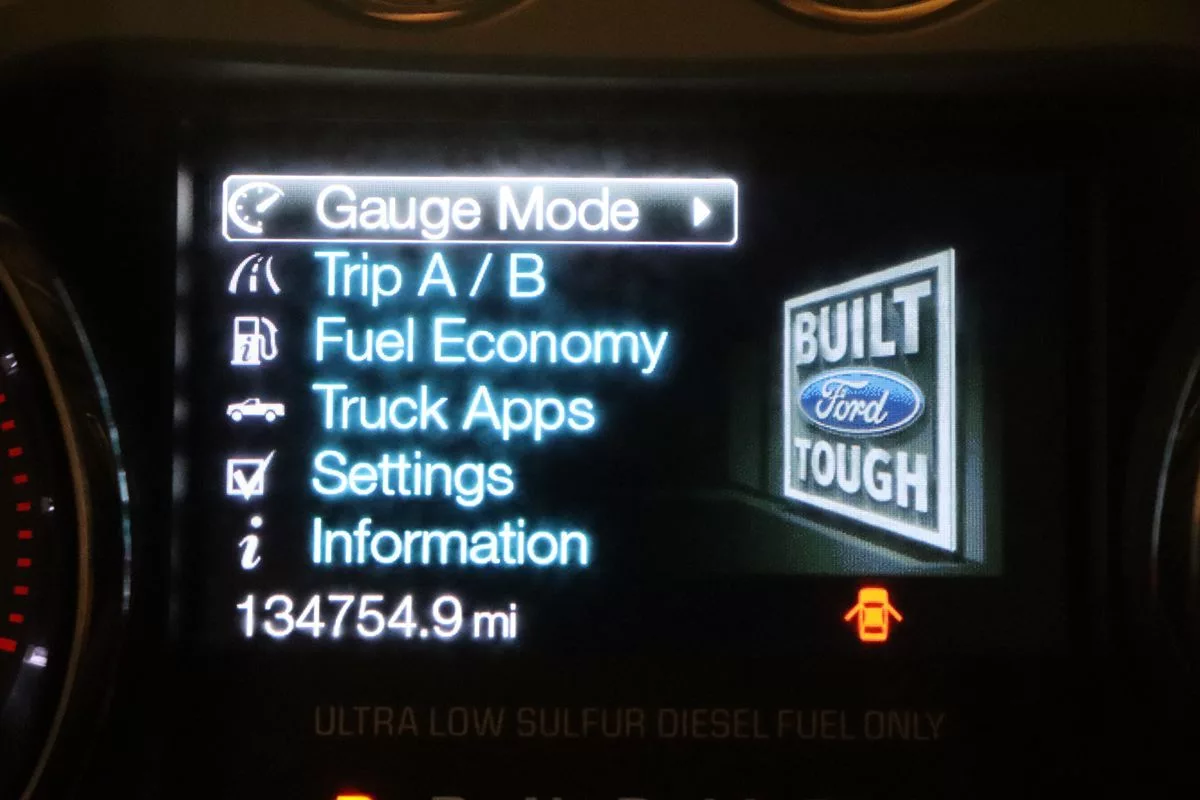 Gauge Mode
Trip A / B
Fuel Economy
Truck Apps
Settings
Information
134754.9 mi
BUILT
Ford
TOUGH
ULTRA LOW SULFUR DIESEL FUEL ONLY